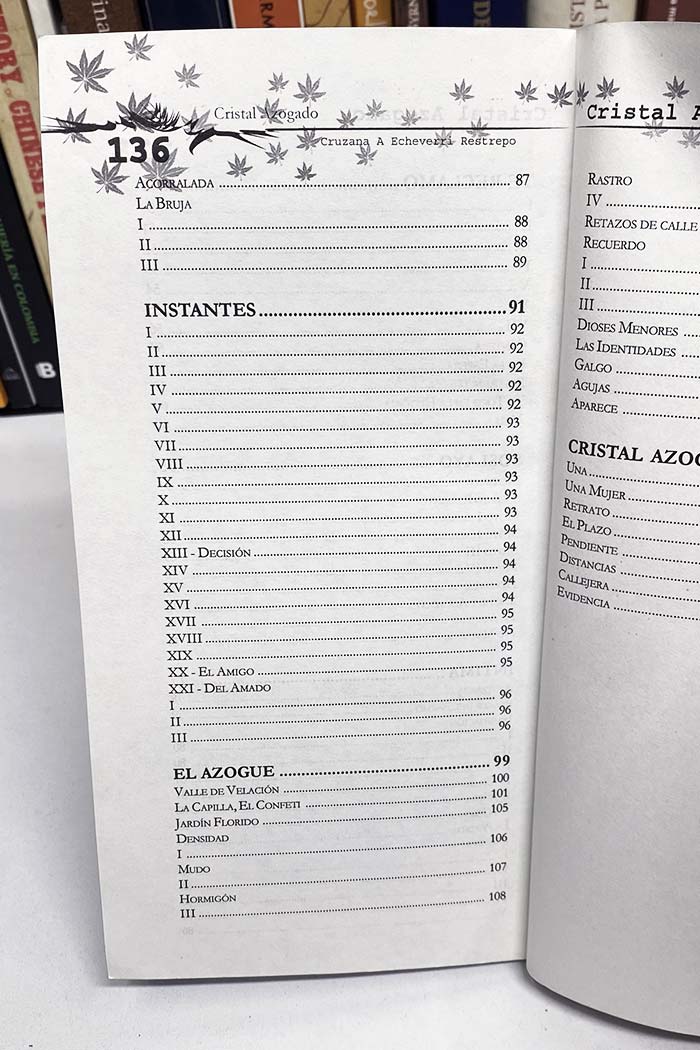 Cristal Azogado
136
Cruzana A Echeverri Restrepo
Acorralada 87
La Bruja
I 88
II 88
III 89
INSTANTES 91
I 92
II 92
III 92
IV 92
V 92
VI 93
VII 93
VIII 93
IX 93
X 93
XI 93
XII 94
XIII - Decisión 94
XIV 94
XV 94
XVI 94
XVII 95
XVIII 95
XIX 95
XX - El Amigo 95
XXI - Del Amado
I 96
II 96
III 96
EL AZOGUE 99
Valle de Velación 100
La Capilla, El Confeti 101
Jardín Florido 105
Densidad
I 106
Mudo
II 107
Hormigón
III 108
Cristal A
Rastro
IV
Retazos de calle
Recuerdo
I
II
III
Dioses Menores
Las Identidades
Galgo
Agujas
Aparece
CRISTAL AZOG
Una
Una Mujer
Retrato
El Plazo
Pendiente
Distancias
Callejera
Evidencia
EN COLOMBIA
B